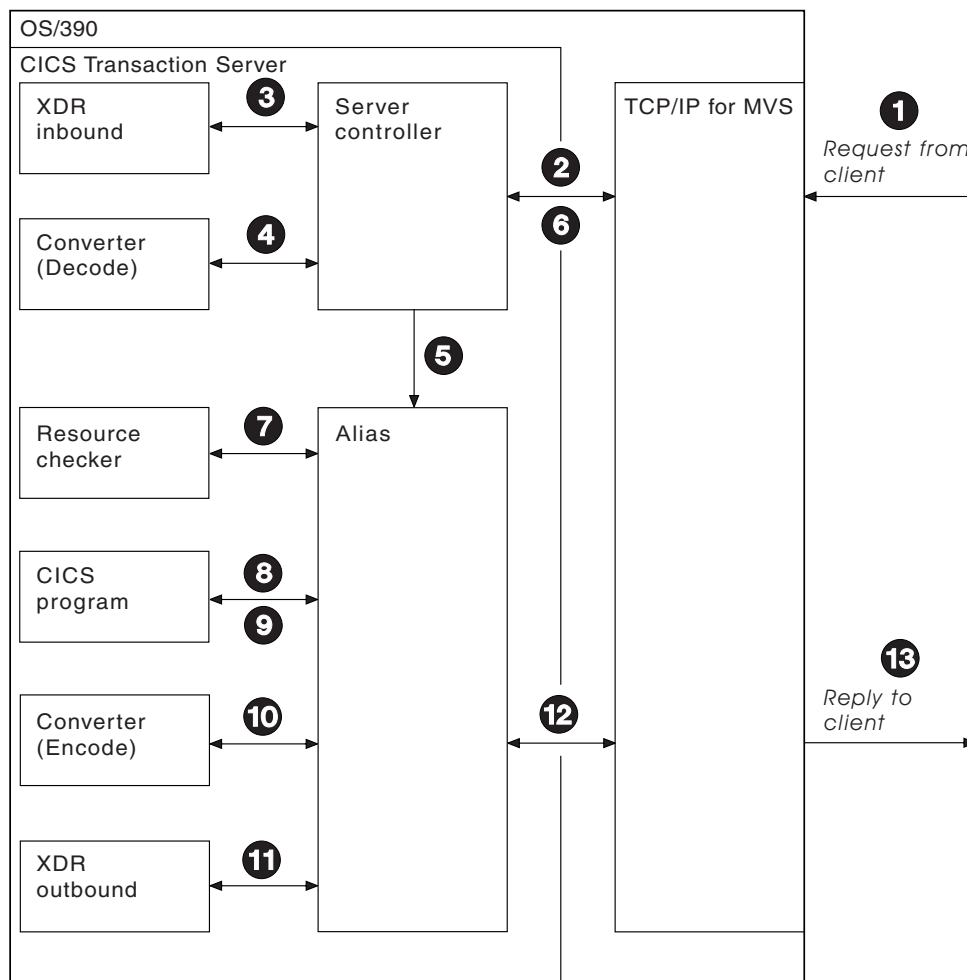 OS/390
CICS Transaction Server
XDR
inbound
3
Server
controller
TCP/IP for MVS
1
Request from
client
2
6
Converter
(Decode)
4
5
Resource
checker
7
Alias
CICS
program
8
9
Converter
(Encode)
10
12
13
Reply to
client
XDR
outbound
11